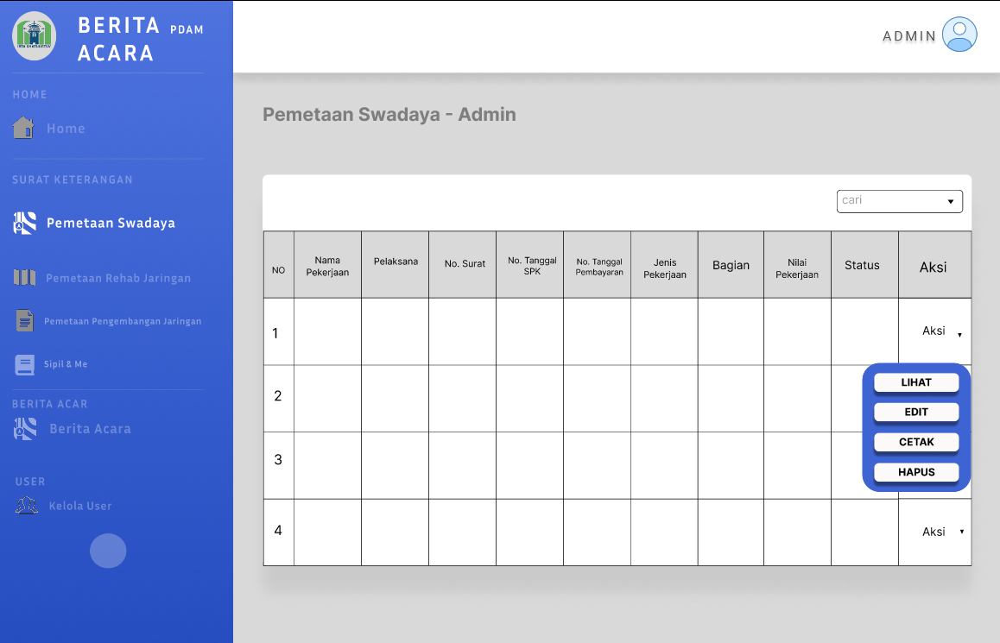 BERITA PDAM
ACARA
ADMIN
HOME
Home
SURAT KETERANGAN
Pemetaan Swadaya
Pemetaan Rehab Jaringan
Pemetaan Pengembangan Jaringan
Sipil & Me
BERITA ACAR
Berita Acara
USER
Kelola User
Pemetaan Swadaya - Admin
cari
NO
Nama
Pekerjaan
Pelaksana
No. Surat
No. Tanggal
SPK
No. Tanggal
Pembayaran
Jenis
Pekerjaan
Bagian
Nilai
Pekerjaan
Status
Aksi
1
Aksi
2
3
4
Aksi
LIHAT
EDIT
CETAK
HAPUS